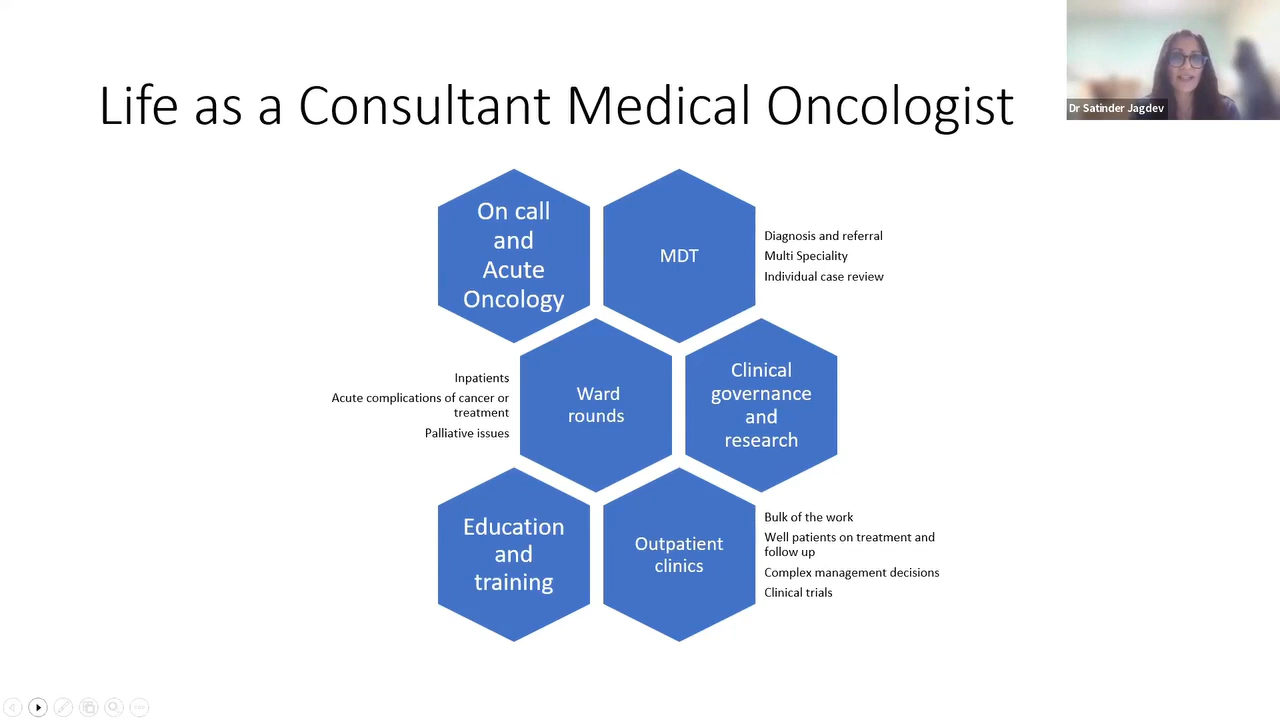 Life as a Consultant Medical Oncologist
Dr Satinder Jagdev
On call
and
Acute
Oncology
MDT
Diagnosis and referral
Multi Speciality
Individual case review
Inpatients
Acute complications of cancer or
treatment
Palliative issues
Ward
rounds
Clinical
governance
and
research
Education
and
training
Outpatient
clinics
Bulk of the work
Well patients on treatment and
follow up
Complex management decisions
Clinical trials